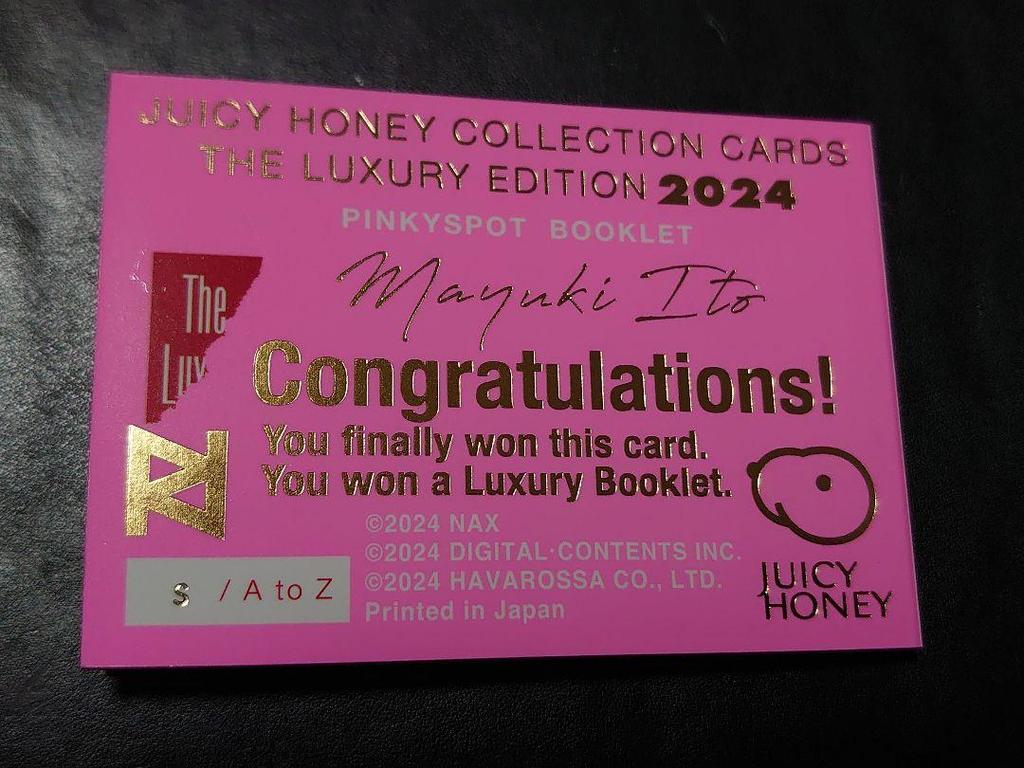 JUICY HONEY COLLECTION CARDS
THE LUXURY EDITION 2024
PINKYSPOT BOOKLET
Mayuki Ito
The
Lux
Congratulations!
You finally won this card.
You won a Luxury Booklet.
©2024 NAX
©2024 DIGITAL·CONTENTS INC.
©2024 HAVAROSSA CO., LTD.
Printed in Japan
S / A to Z
JUICY
HONEY